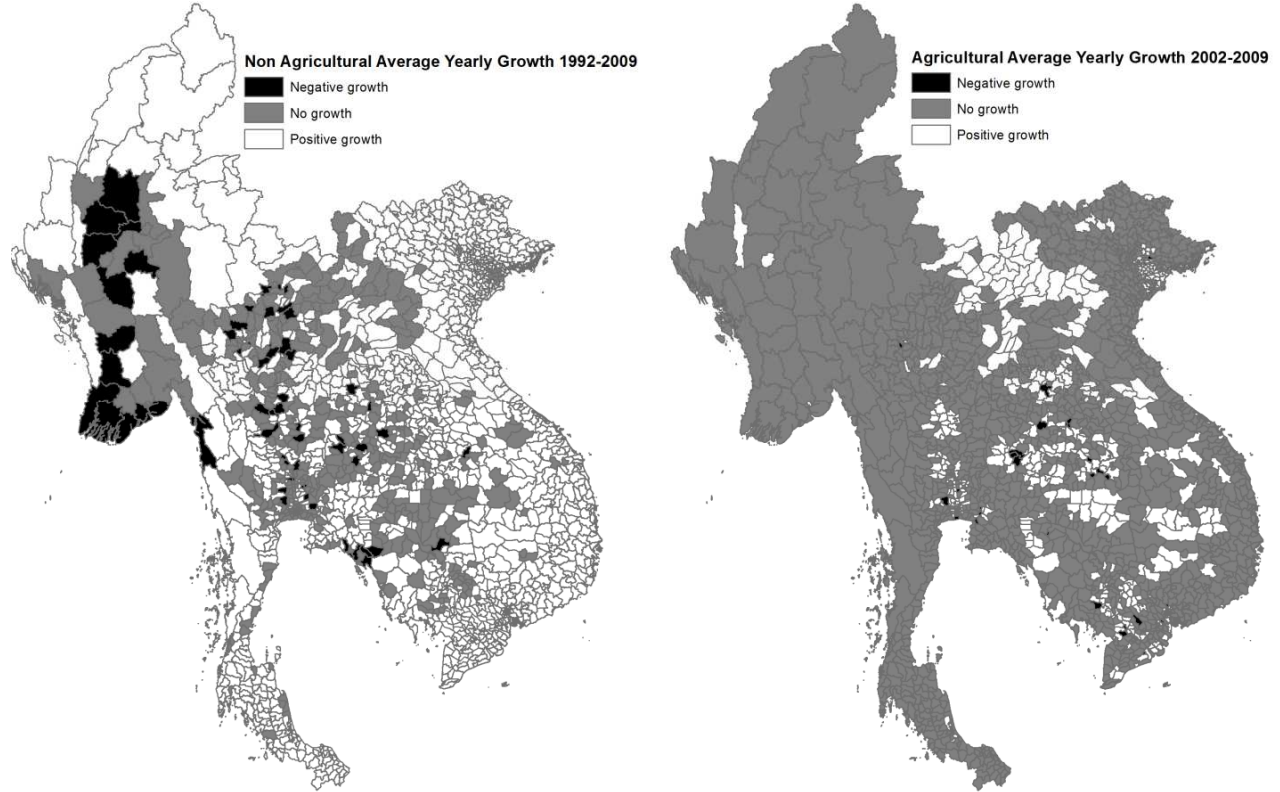 Non Agricultural Average Yearly Growth 1992-2009
Negative growth
No growth
Positive growth
Agricultural Average Yearly Growth 2002-2009
Negative growth
No growth
Positive growth